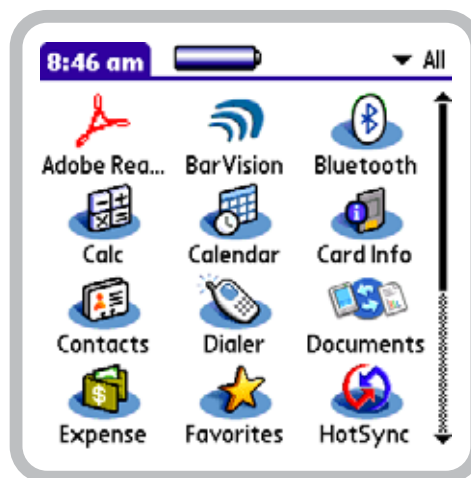 8:46 am All
Adobe Rea... BarVision Bluetooth
Calc Calendar Card Info
Contacts Dialer Documents
Expense Favorites HotSync